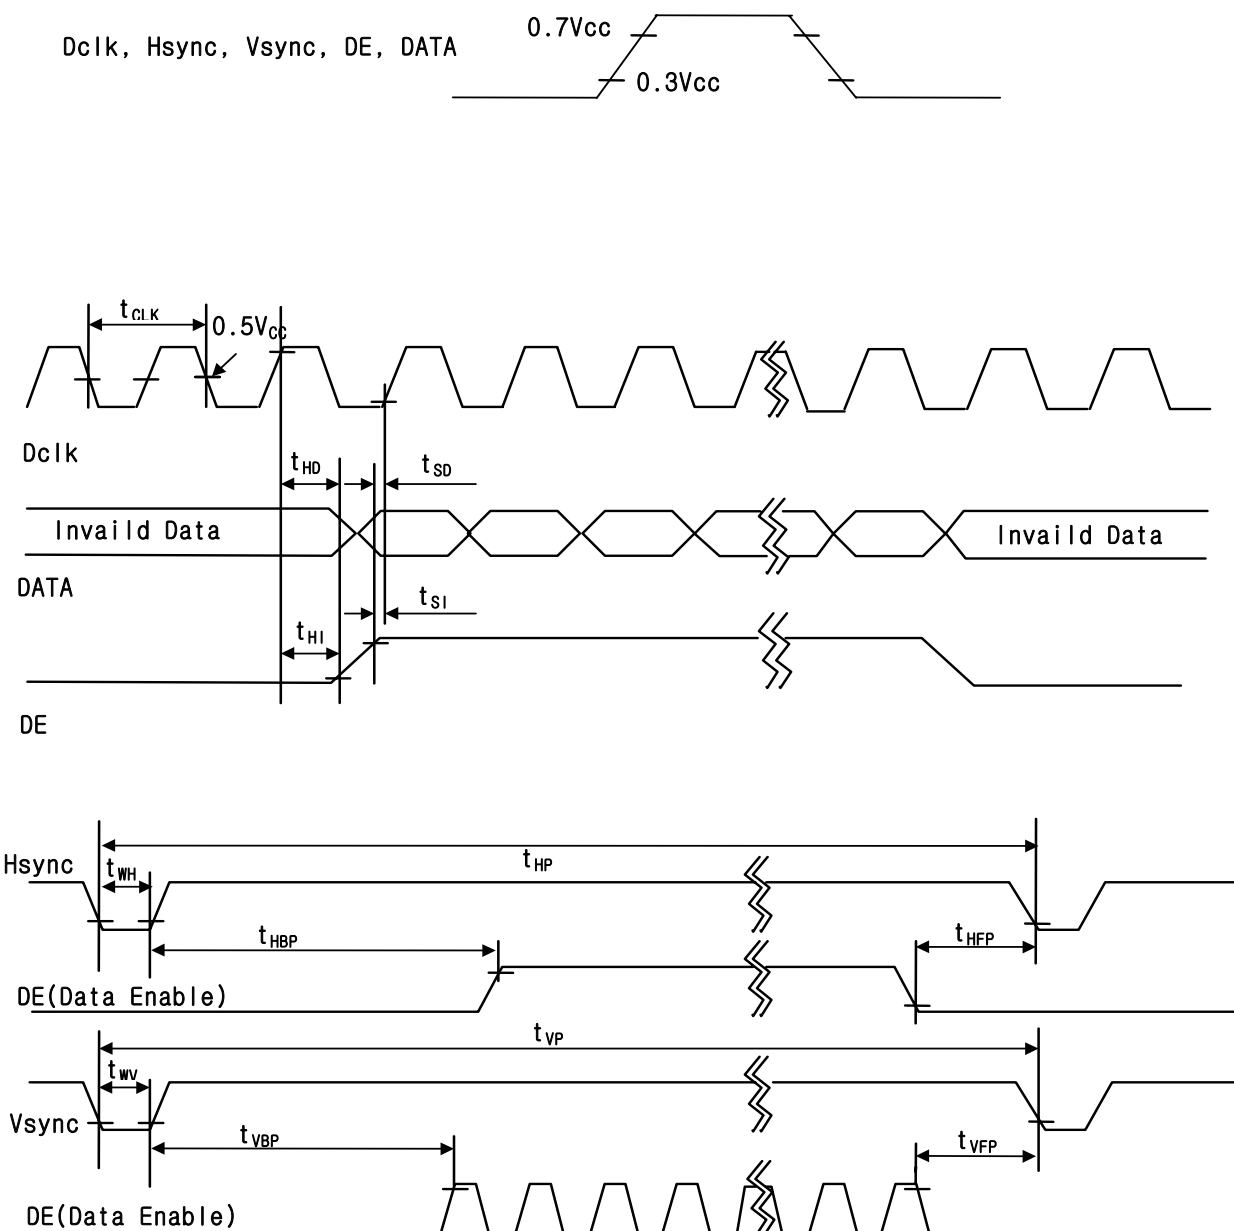 Dclk, Hsync, Vsync, DE, DATA
0.7Vcc
0.3Vcc
tCLK
0.5Vcc
Dclk
tHD
tSD
Invaild Data
Invaild Data
DATA
tSI
tHI
DE
tHP
Hsync
tWH
tHBP
tHFP
DE(Data Enable)
tVP
tWV
Vsync
tVBP
tVFP
DE(Data Enable)